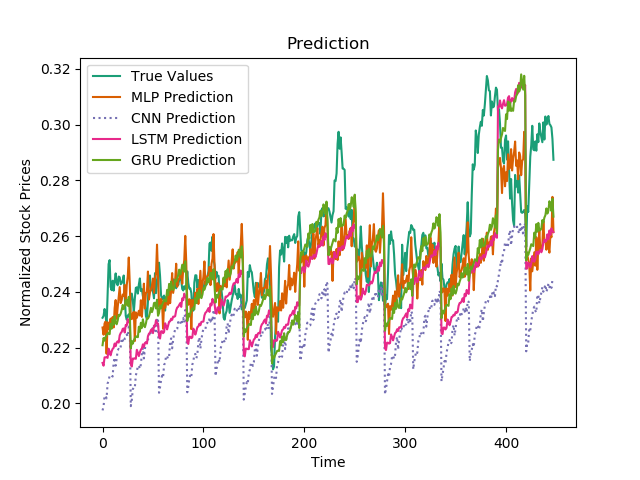 Prediction
True Values
MLP Prediction
CNN Prediction
LSTM Prediction
GRU Prediction
Normalized Stock Prices
0.32
0.30
0.28
0.26
0.24
0.22
0.20
0 100 200 300 400
Time